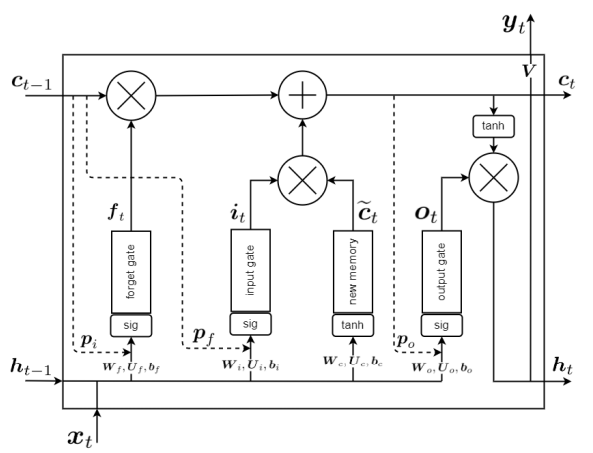 y_t
c_{t−1}
V
c_t
tanh
f_t
i_t
c̃_t
o_t
forget gate
input gate
new memory
output gate
sig
sig
tanh
sig
p_i
p_f
p_o
h_{t−1}
W_f, U_f, b_f
W_i, U_i, b_i
W_c, U_c, b_c
W_o, U_o, b_o
h_t
x_t